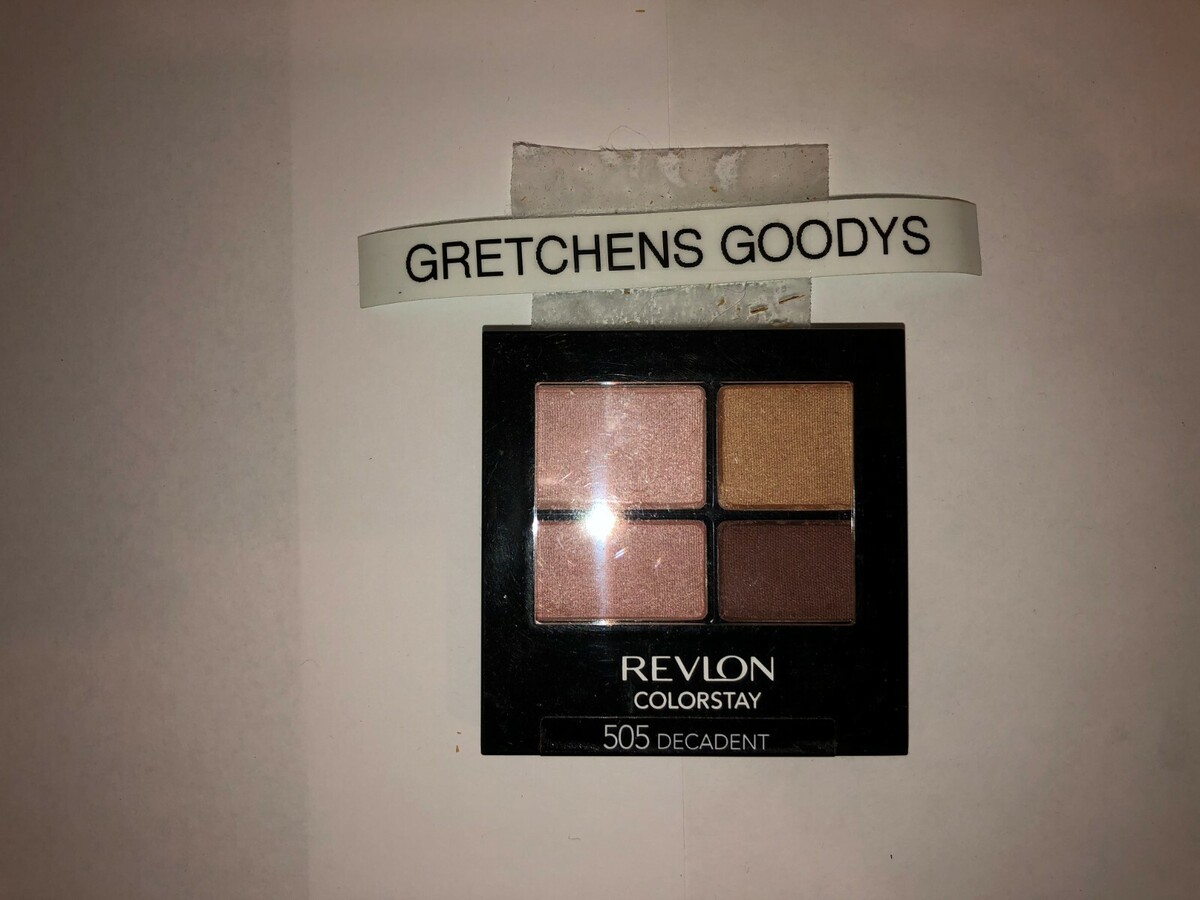 GRETCHENS GOODYS
REVLON
COLORSTAY
505 DECADENT